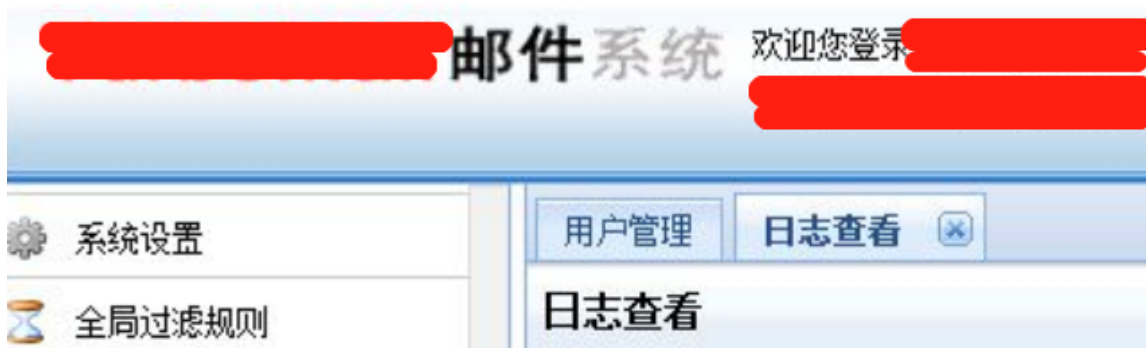 邮件系统 欢迎您登录
系统设置
全局过滤规则
用户管理 日志查看
日志查看